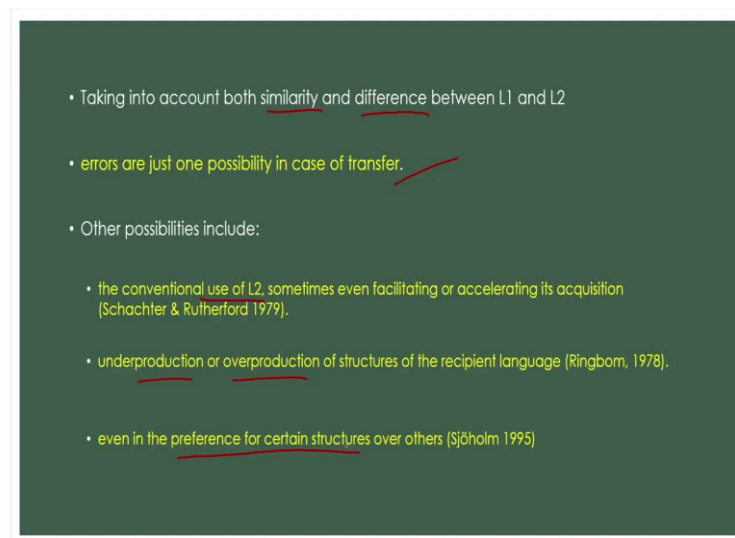 • Taking into account both similarity and difference between L1 and L2
• errors are just one possibility in case of transfer.
• Other possibilities include:
• the conventional use of L2, sometimes even facilitating or accelerating its acquisition
(Schachter & Rutherford 1979).
• underproduction or overproduction of structures of the recipient language (Ringbom, 1978).
• even in the preference for certain structures over others (Sjöholm 1995)